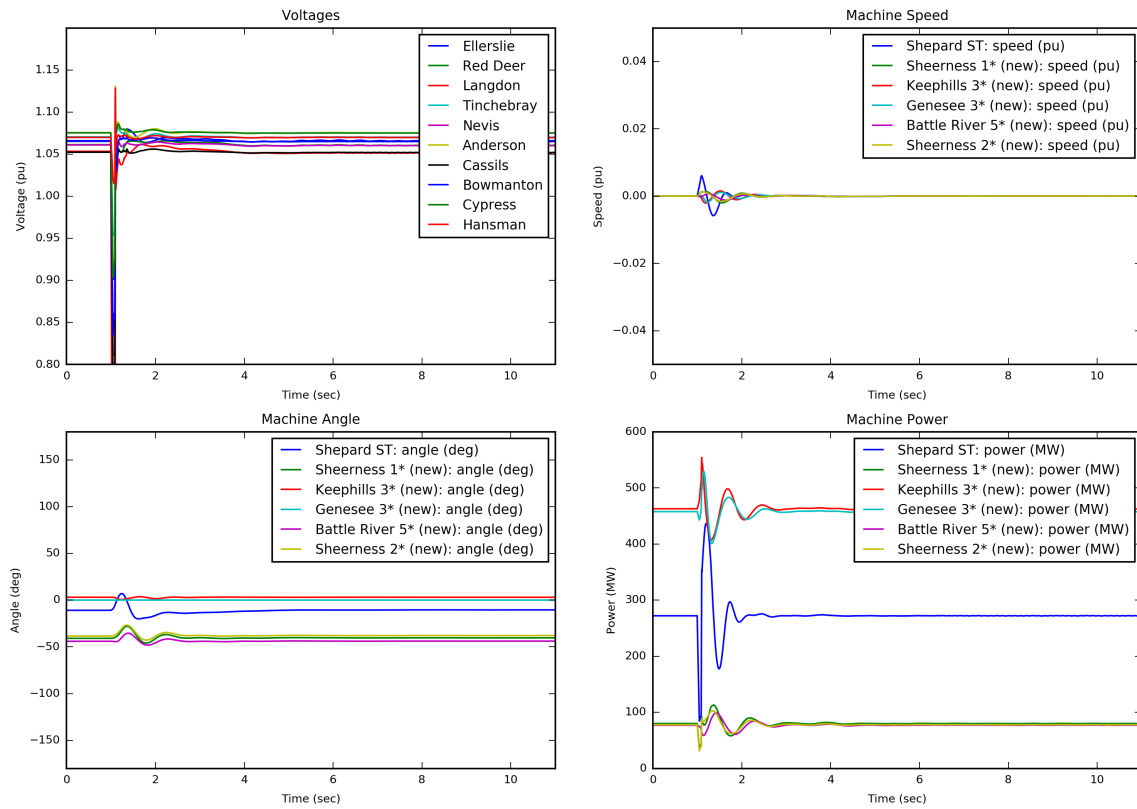 Voltages
1.15
1.10
1.05
1.00
0.95
0.90
0.85
0.80
Voltage (pu)
Ellerslie
Red Deer
Langdon
Tinchebray
Nevis
Anderson
Cassils
Bowmanton
Cypress
Hansman
0 2 4 6 8 10
Time (sec)
Machine Speed
0.04
0.02
0.00
−0.02
−0.04
Speed (pu)
Shepard ST: speed (pu)
Sheerness 1* (new): speed (pu)
Keephills 3* (new): speed (pu)
Genesee 3* (new): speed (pu)
Battle River 5* (new): speed (pu)
Sheerness 2* (new): speed (pu)
0 2 4 6 8 10
Time (sec)
Machine Angle
150
100
50
0
−50
−100
−150
Angle (deg)
Shepard ST: angle (deg)
Sheerness 1* (new): angle (deg)
Keephills 3* (new): angle (deg)
Genesee 3* (new): angle (deg)
Battle River 5* (new): angle (deg)
Sheerness 2* (new): angle (deg)
0 2 4 6 8 10
Time (sec)
Machine Power
600
500
400
300
200
100
0
Power (MW)
Shepard ST: power (MW)
Sheerness 1* (new): power (MW)
Keephills 3* (new): power (MW)
Genesee 3* (new): power (MW)
Battle River 5* (new): power (MW)
Sheerness 2* (new): power (MW)
0 2 4 6 8 10
Time (sec)